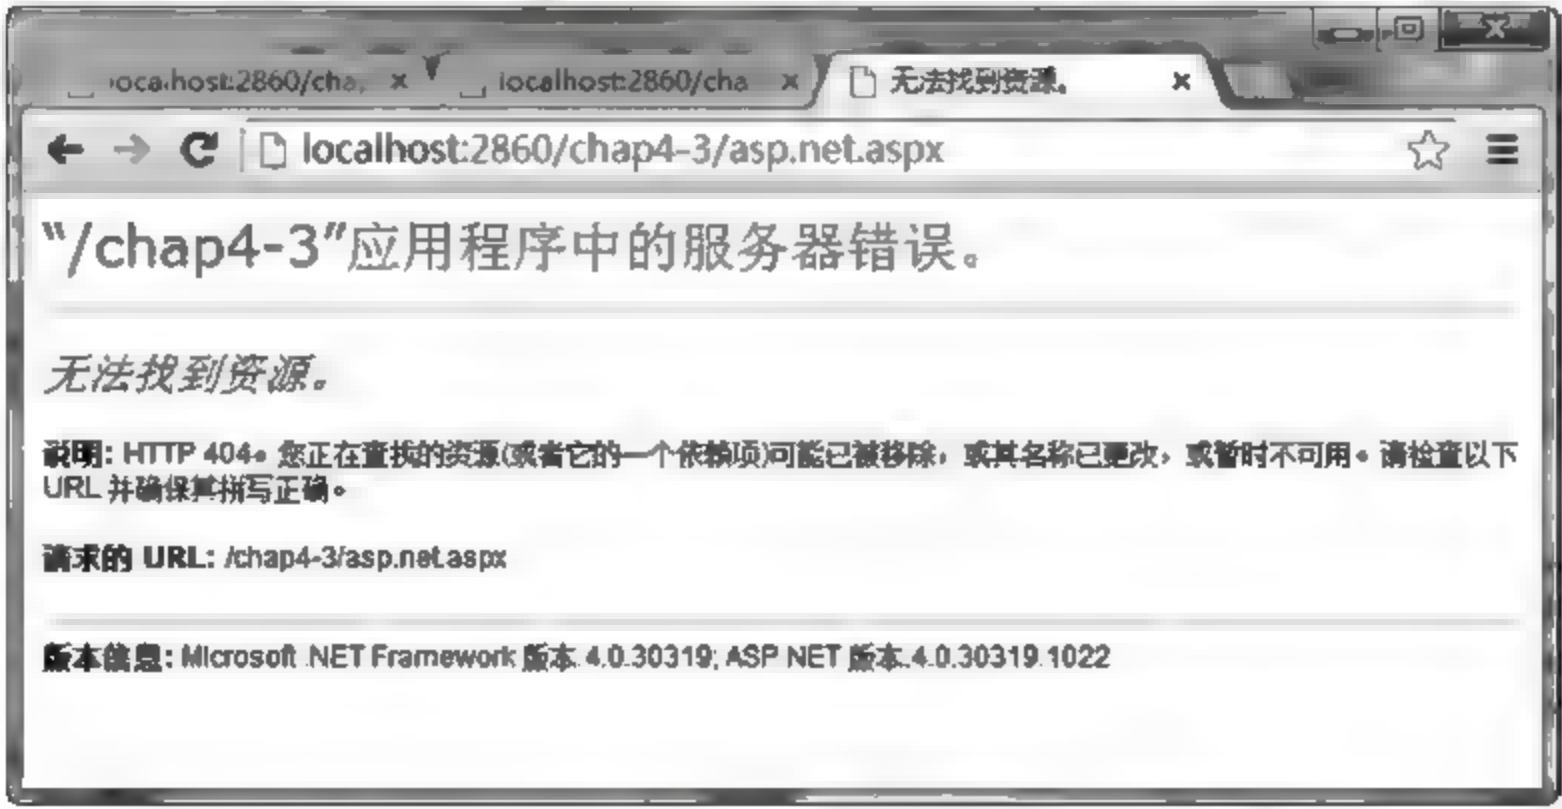 localhost:2860/cha
localhost:2860/cha
无法找到资源。
localhost:2860/chap4-3/asp.net.aspx
“/chap4-3”应用程序中的服务器错误。
无法找到资源。
说明: HTTP 404。您正在查找的资源(或者它的一个依赖项)可能已被移除，或其名称已更改，或暂时不可用。请检查以下
URL 并确保其拼写正确。
请求的 URL: /chap4-3/asp.net.aspx
版本信息: Microsoft .NET Framework 版本:4.0.30319; ASP.NET 版本:4.0.30319.1022